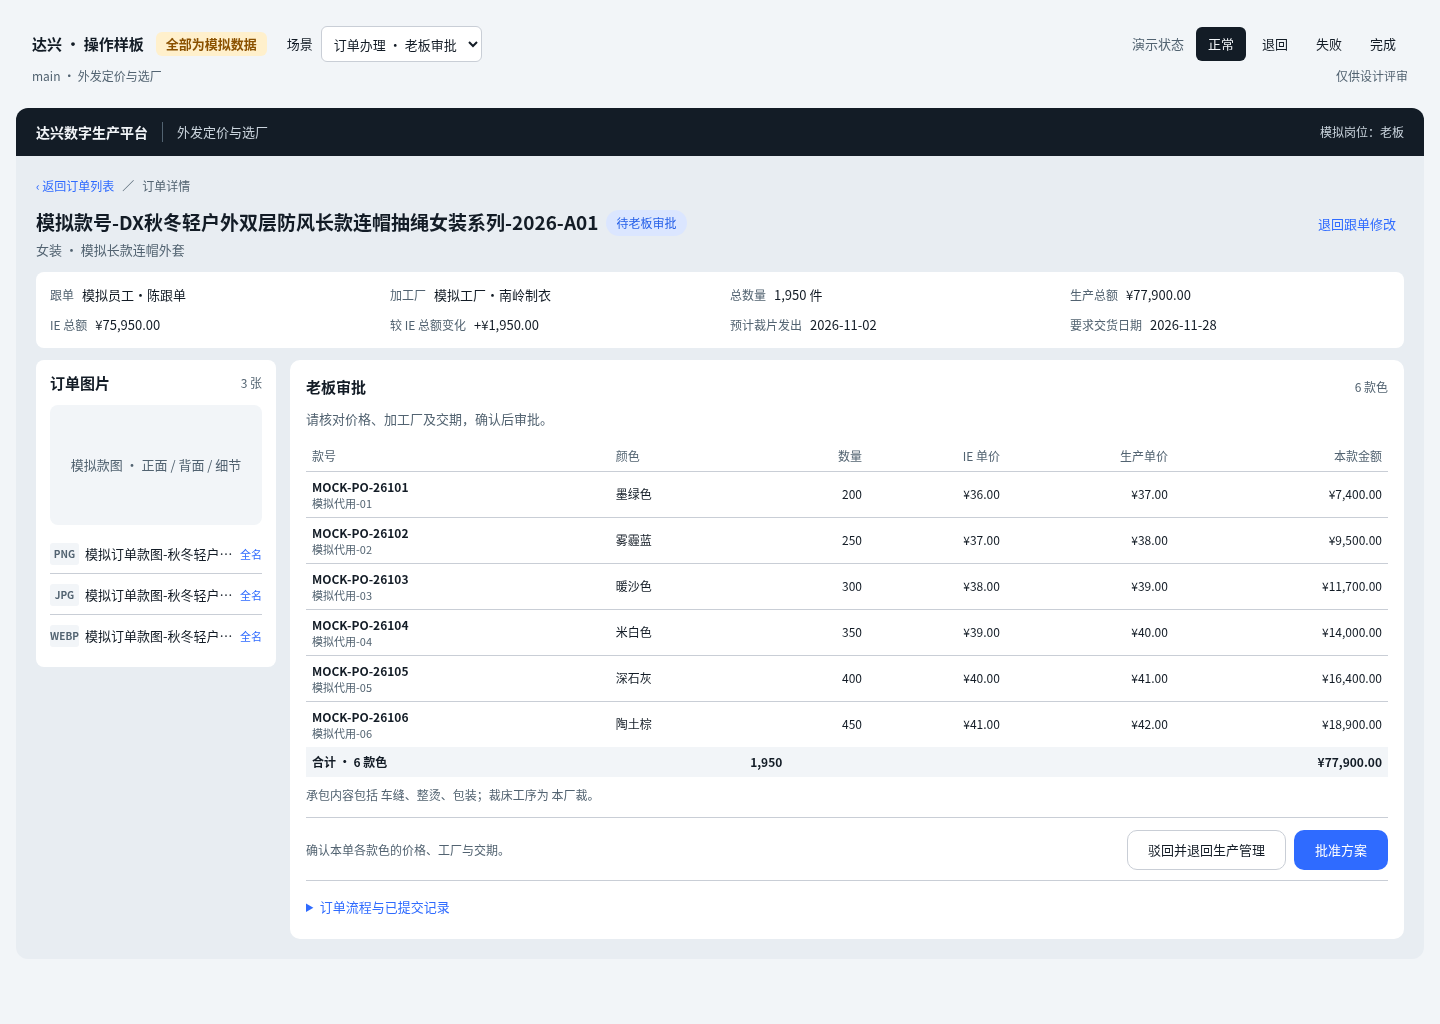 达兴 · 操作样板 全部为模拟数据 场景 订单办理 · 老板审批 演示状态 正常 退回 失败 完成
main · 外发定价与选厂 仅供设计评审
达兴数字生产平台 外发定价与选厂 模拟岗位：老板
‹ 返回订单列表 ／ 订单详情
模拟款号-DX秋冬轻户外双层防风长款连帽抽绳女装系列-2026-A01 待老板审批 退回跟单修改
女装 · 模拟长款连帽外套
跟单 模拟员工·陈跟单 加工厂 模拟工厂·南岭制衣 总数量 1,950 件 生产总额 ¥77,900.00
IE 总额 ¥75,950.00 较 IE 总额变化 +¥1,950.00 预计裁片发出 2026-11-02 要求交货日期 2026-11-28
订单图片 3 张
模拟款图 · 正面 / 背面 / 细节
PNG 模拟订单款图-秋冬轻户… 全名
JPG 模拟订单款图-秋冬轻户… 全名
WEBP 模拟订单款图-秋冬轻户… 全名
老板审批 6 款色
请核对价格、加工厂及交期，确认后审批。
款号 颜色 数量 IE 单价 生产单价 本款金额
MOCK-PO-26101 墨绿色 200 ¥36.00 ¥37.00 ¥7,400.00
模拟代用-01
MOCK-PO-26102 雾霾蓝 250 ¥37.00 ¥38.00 ¥9,500.00
模拟代用-02
MOCK-PO-26103 暖沙色 300 ¥38.00 ¥39.00 ¥11,700.00
模拟代用-03
MOCK-PO-26104 米白色 350 ¥39.00 ¥40.00 ¥14,000.00
模拟代用-04
MOCK-PO-26105 深石灰 400 ¥40.00 ¥41.00 ¥16,400.00
模拟代用-05
MOCK-PO-26106 陶土棕 450 ¥41.00 ¥42.00 ¥18,900.00
模拟代用-06
合计 · 6 款色 1,950 ¥77,900.00
承包内容包括 车缝、整烫、包装；裁床工序为 本厂裁。
确认本单各款色的价格、工厂与交期。 驳回并退回生产管理 批准方案
▶ 订单流程与已提交记录